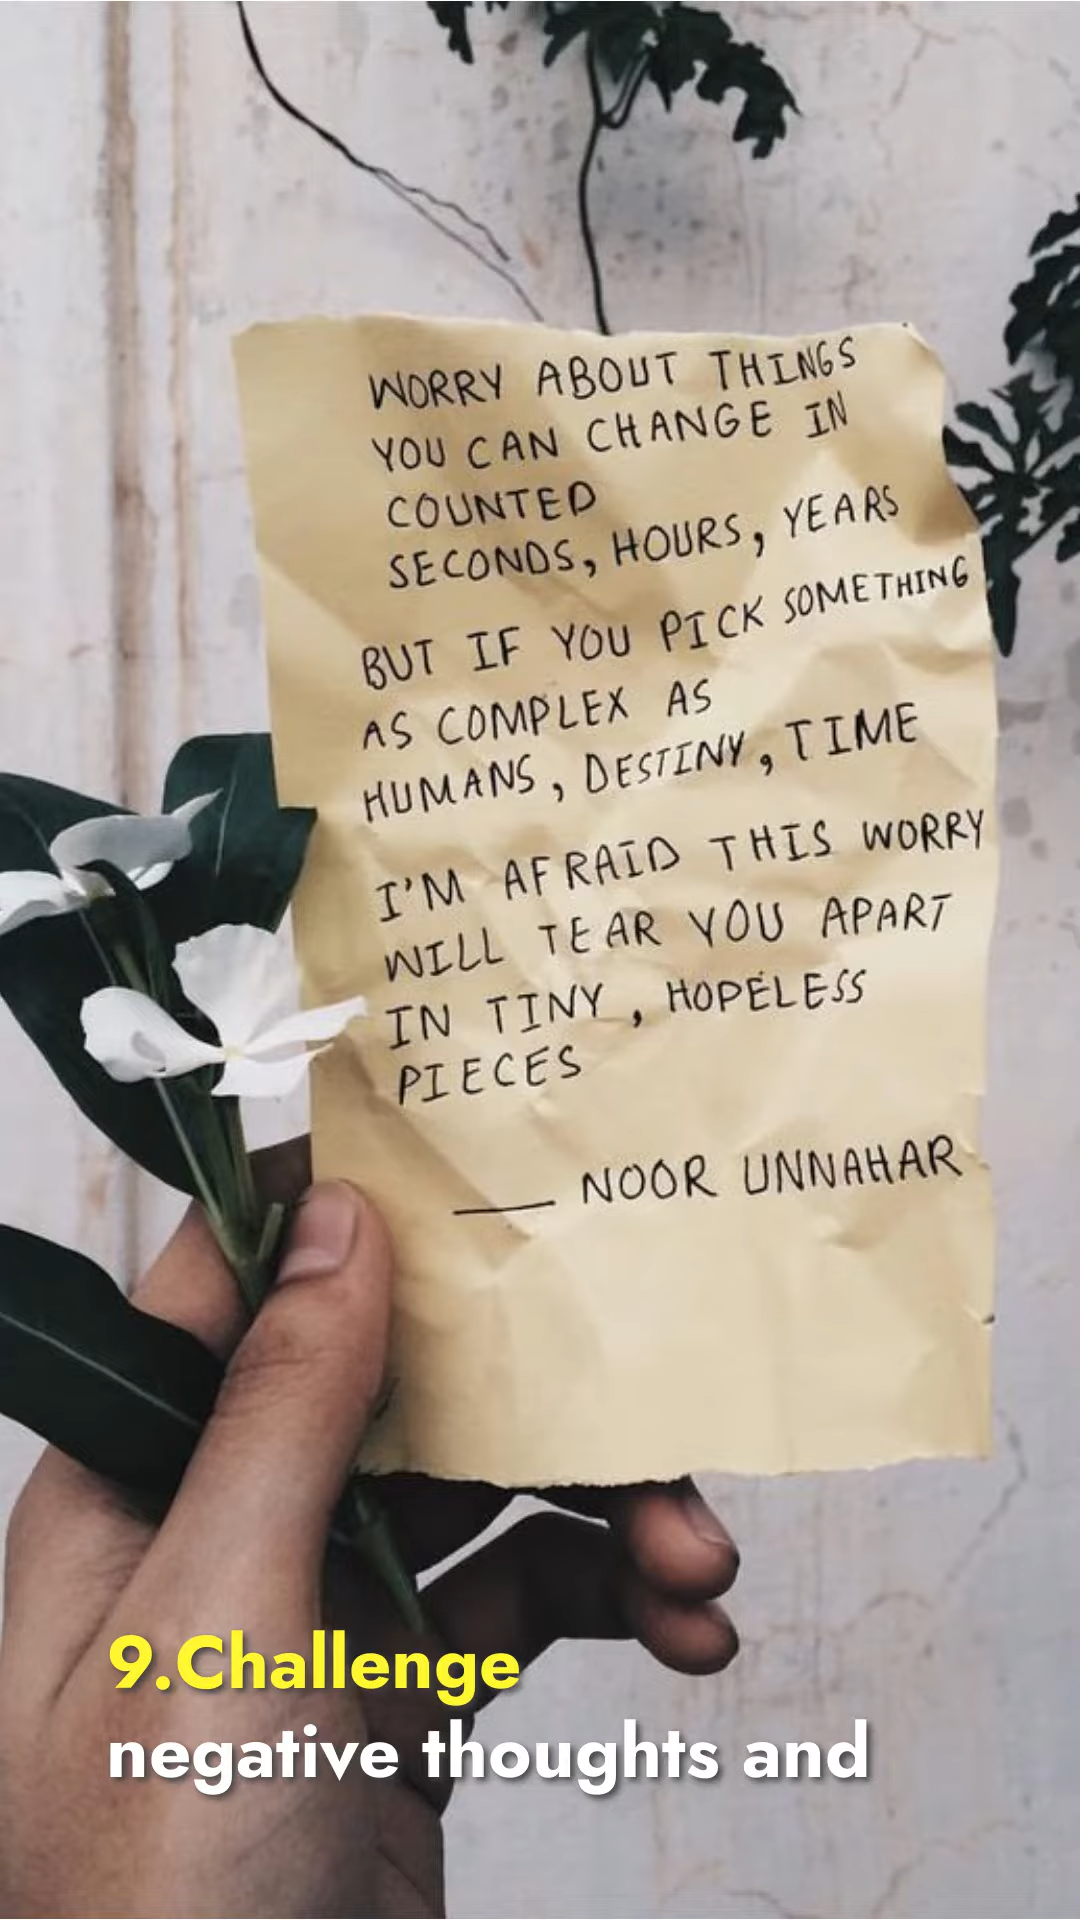 WORRY ABOUT THINGS
YOU CAN CHANGE IN
COUNTED
SECONDS, HOURS, YEARS
BUT IF YOU PICK SOMETHING
AS COMPLEX AS
HUMANS, DESTINY, TIME
I'M AFRAID THIS WORRY
WILL TEAR YOU APART
IN TINY, HOPELESS
PIECES
___ NOOR UNNAHAR
9.Challenge
negative thoughts and